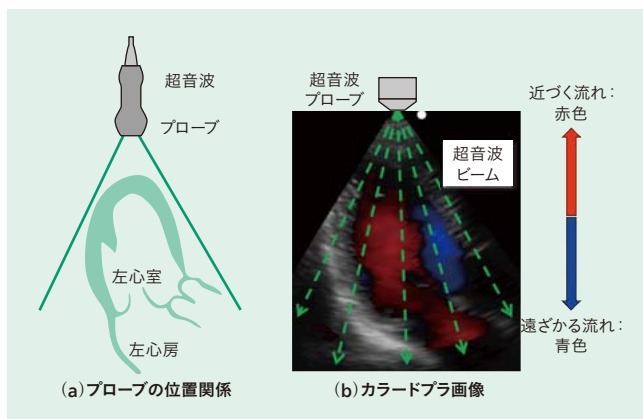 超音波
プローブ
左心室
左心房
(a)プローブの位置関係
超音波
プローブ
超音波
ビーム
(b)カラードプラ画像
近づく流れ：
赤色
遠ざかる流れ：
青色